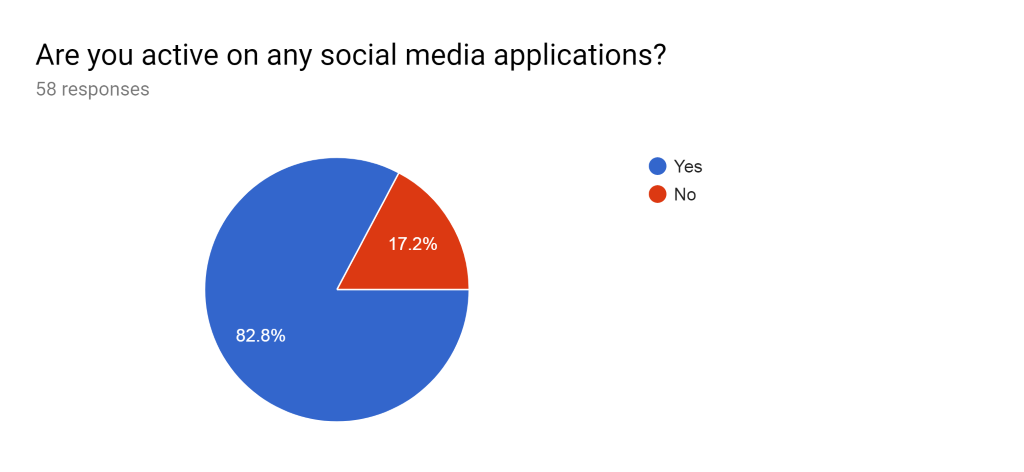 Are you active on any social media applications?
58 responses
Yes
No
17.2%
82.8%